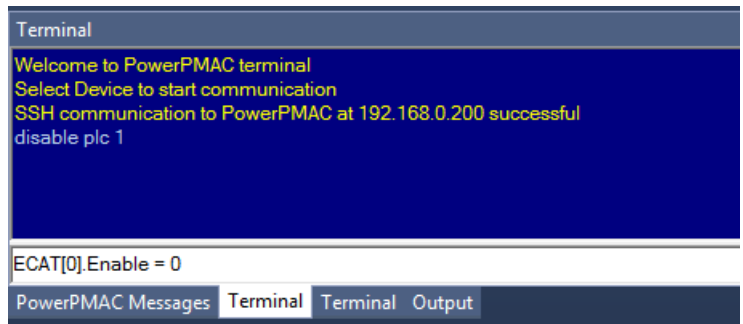 Terminal
Welcome to PowerPMAC terminal
Select Device to start communication
SSH communication to PowerPMAC at 192.168.0.200 successful
disable plc 1
ECAT[0].Enable = 0
PowerPMAC Messages Terminal Terminal Output